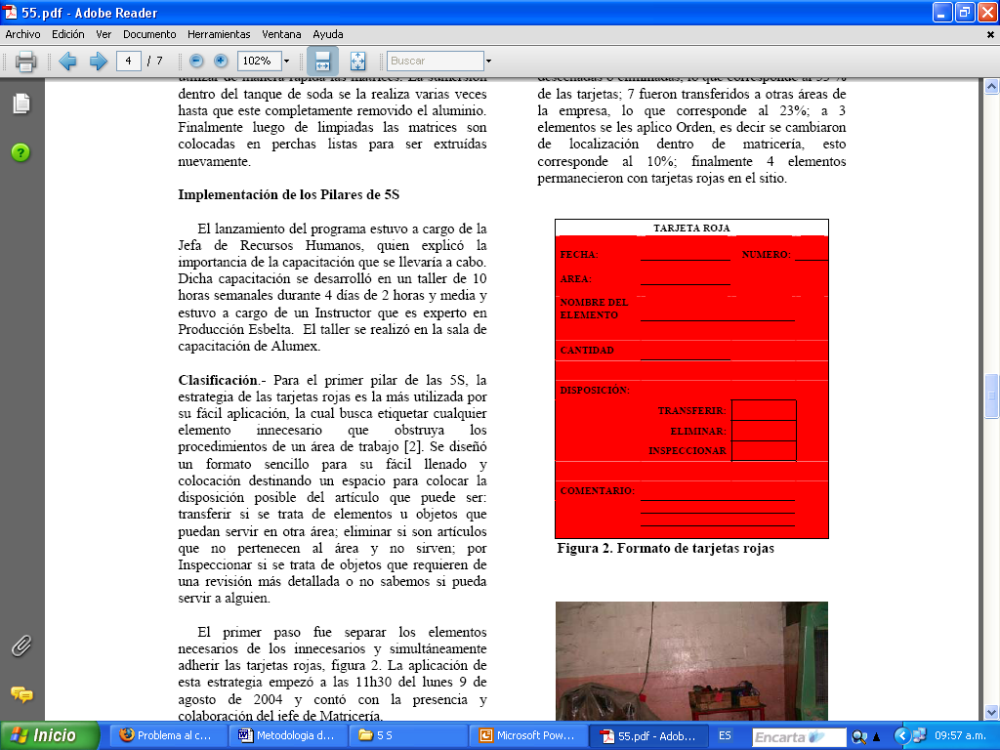 55.pdf - Adobe Reader
Archivo Edición Ver Documento Herramientas Ventana Ayuda
4 / 7 102% Buscar
utilizar de manera rápida las matrices. La sumersión
dentro del tanque de soda se la realiza varias veces
hasta que este completamente removido el aluminio.
Finalmente luego de limpiadas las matrices son
colocadas en perchas listas para ser extruídas
nuevamente.
Implementación de los Pilares de 5S
El lanzamiento del programa estuvo a cargo de la
Jefa de Recursos Humanos, quien explicó la
importancia de la capacitación que se llevaría a cabo.
Dicha capacitación se desarrolló en un taller de 10
horas semanales durante 4 días de 2 horas y media y
estuvo a cargo de un Instructor que es experto en
Producción Esbelta. El taller se realizó en la sala de
capacitación de Alumex.
Clasificación.- Para el primer pilar de las 5S, la
estrategia de las tarjetas rojas es la más utilizada por
su fácil aplicación, la cual busca etiquetar cualquier
elemento innecesario que obstruya los
procedimientos de un área de trabajo [2]. Se diseñó
un formato sencillo para su fácil llenado y
colocación destinando un espacio para colocar la
disposición posible del artículo que puede ser:
transferir si se trata de elementos u objetos que
puedan servir en otra área; eliminar si son artículos
que no pertenecen al área y no sirven; por
Inspeccionar si se trata de objetos que requieren de
una revisión más detallada o no sabemos si pueda
servir a alguien.
El primer paso fue separar los elementos
necesarios de los innecesarios y simultáneamente
adherir las tarjetas rojas, figura 2. La aplicación de
esta estrategia empezó a las 11h30 del lunes 9 de
agosto de 2004 y contó con la presencia y
colaboración del jefe de Matricería.
desechadas o eliminadas, lo que corresponde al
de las tarjetas; 7 fueron transferidos a otras áreas de
la empresa, lo que corresponde al 23%; a 3
elementos se les aplico Orden, es decir se cambiaron
de localización dentro de matricería, esto
corresponde al 10%; finalmente 4 elementos
permanecieron con tarjetas rojas en el sitio.
TARJETA ROJA
FECHA: NUMERO:
AREA:
NOMBRE DEL
ELEMENTO
CANTIDAD
DISPOSICIÓN:
TRANSFERIR:
ELIMINAR:
INSPECCIONAR
COMENTARIO:
Figura 2. Formato de tarjetas rojas
Inicio Problema al c... Metodologia d... 5 S Microsoft Pow... 55.pdf - Adob... ES Encarta 09:57 a.m.